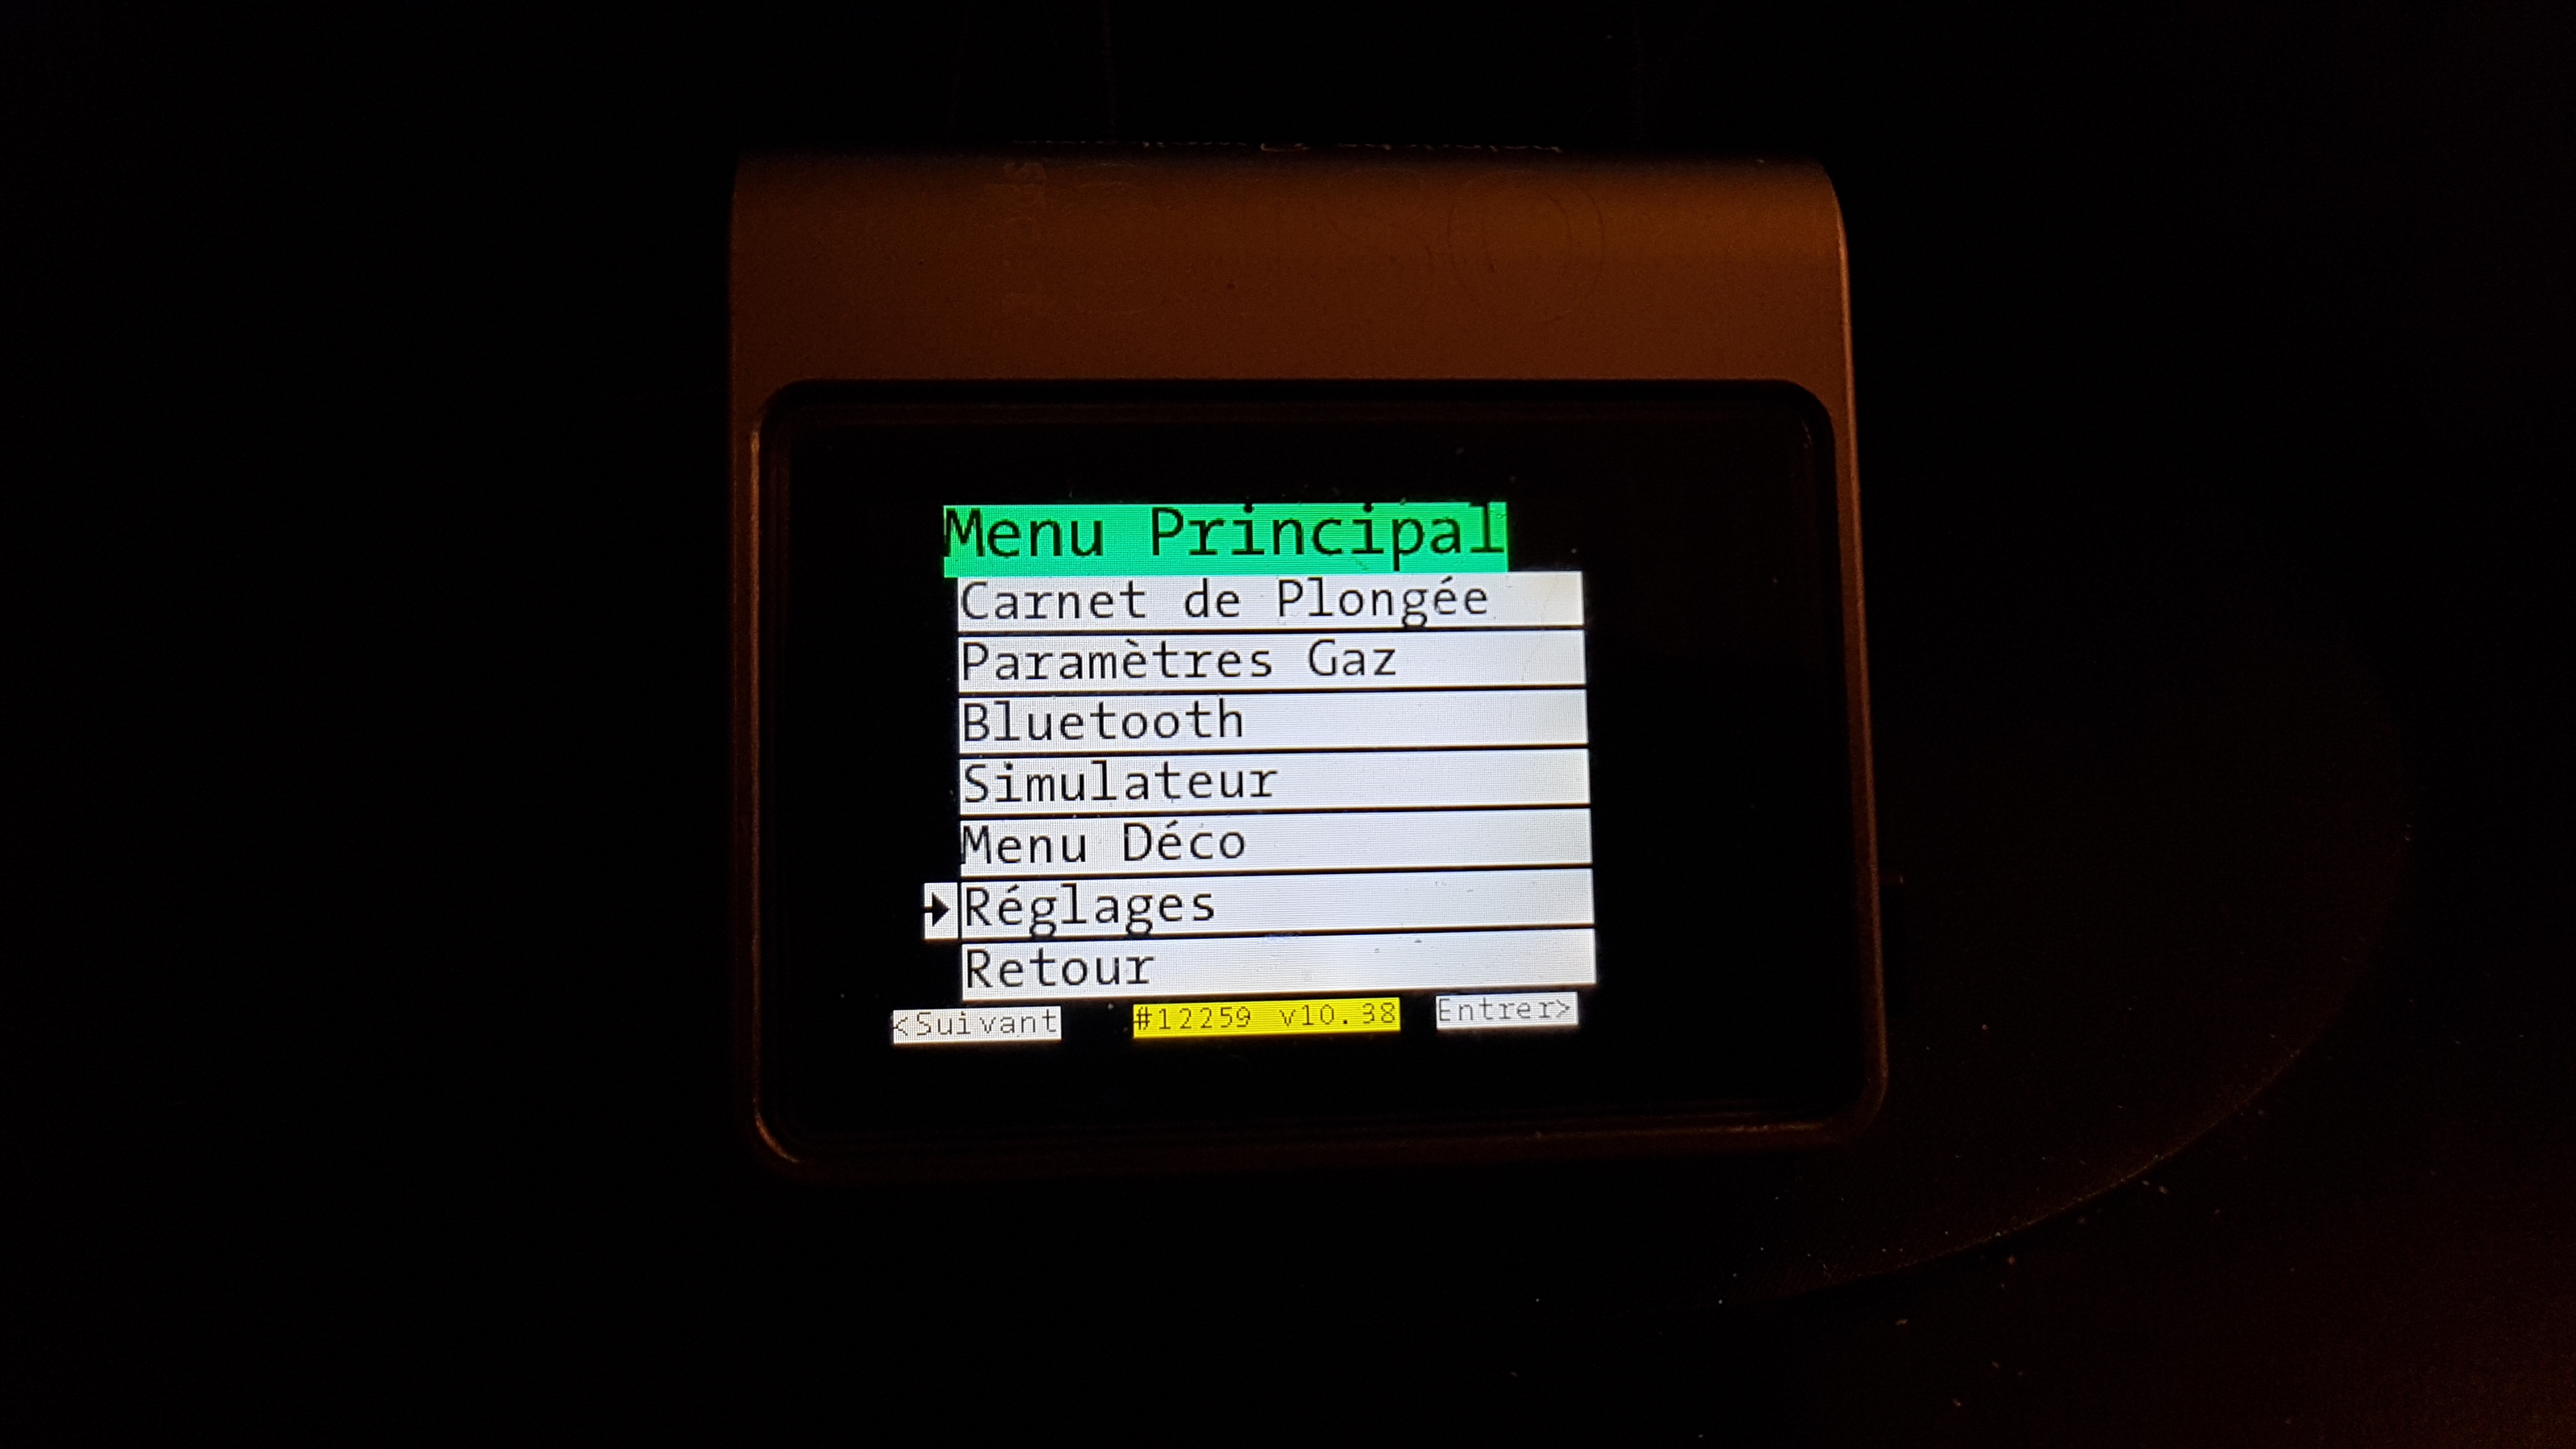 Menu Principal
Carnet de Plongée
Paramètres Gaz
Bluetooth
Simulateur
Menu Déco
Réglages
Retour
<Suivant #12259 v10.38 Entrer>